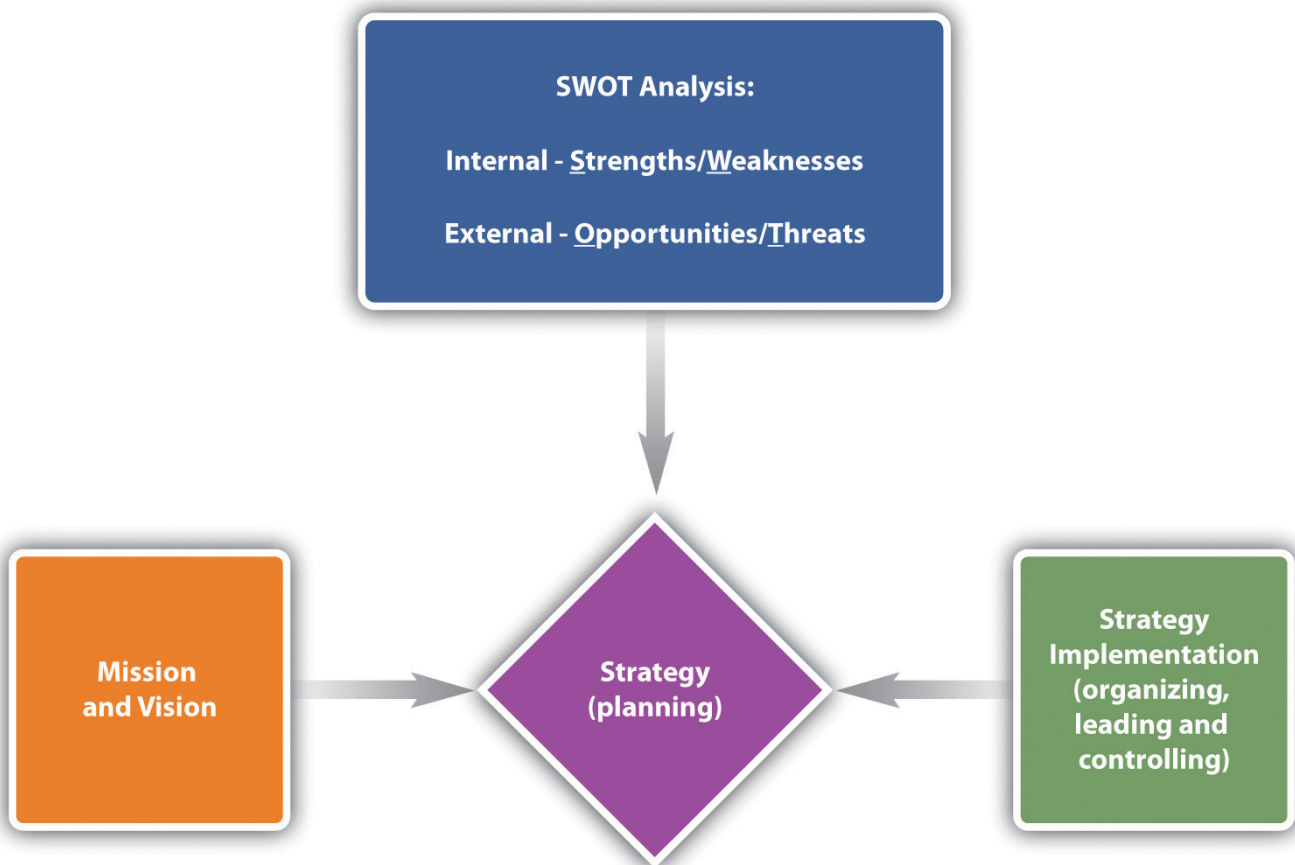 SWOT Analysis:
Internal - Strengths/Weaknesses
External - Opportunities/Threats
Mission
and Vision
Strategy
(planning)
Strategy
Implementation
(organizing,
leading and
controlling)